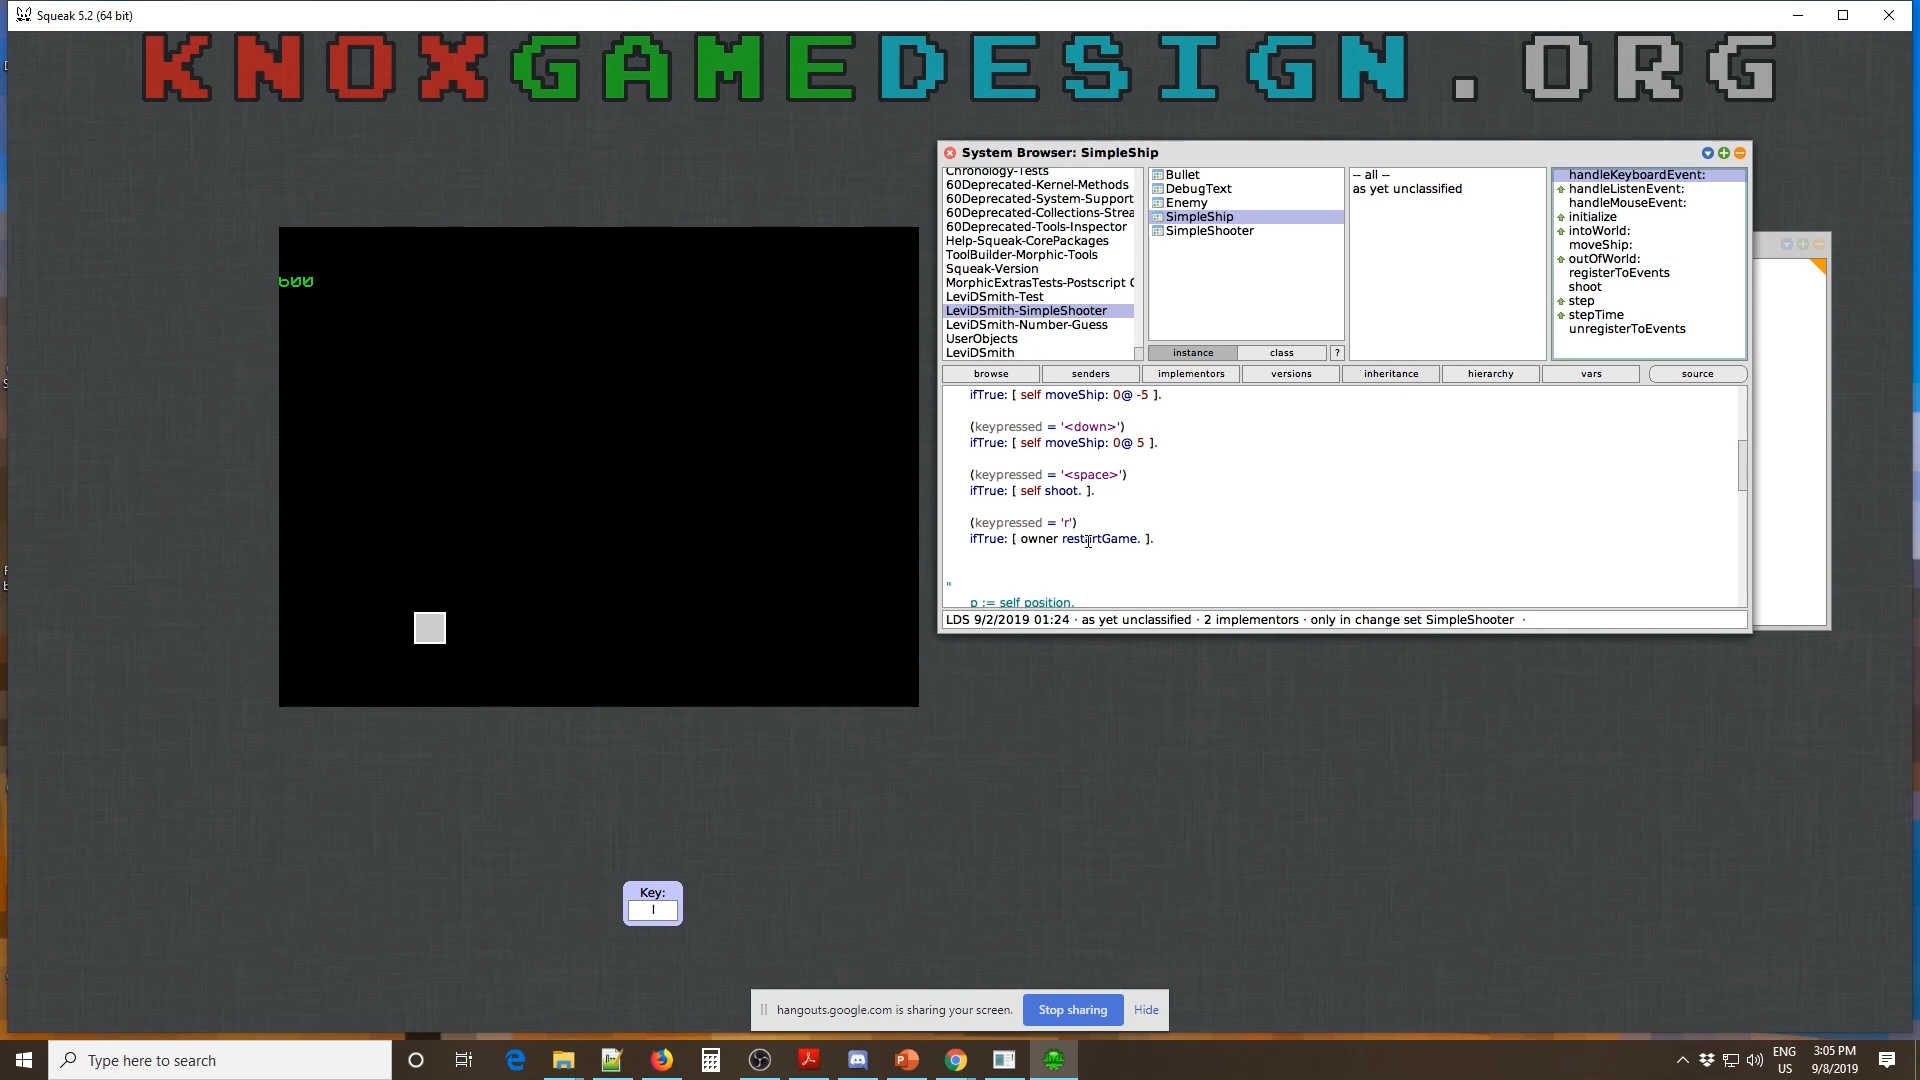 Squeak 5.2 (64 bit)
KNOXGAMEDESIGN.ORG
System Browser: SimpleShip
Chronology-Tests
60Deprecated-Kernel-Methods
60Deprecated-System-Support
60Deprecated-Collections-Strea
60Deprecated-Tools-Inspector
Help-Squeak-CorePackages
ToolBuilder-Morphic-Tools
Squeak-Version
MorphicExtrasTests-Postscript
LeviDSmith-Test
LeviDSmith-SimpleShooter
LeviDSmith-Number-Guess
UserObjects
LeviDSmith
Bullet
DebugText
Enemy
SimpleShip
SimpleShooter
instance class ?
-- all --
as yet unclassified
handleKeyboardEvent:
handleListenEvent:
handleMouseEvent:
initialize
intoWorld:
moveShip:
outOfWorld:
registerToEvents
shoot
step
stepTime
unregisterToEvents
browse senders implementors versions inheritance hierarchy vars source
ifTrue: [ self moveShip: 0@ -5 ].
(keypressed = '<down>')
ifTrue: [ self moveShip: 0@ 5 ].
(keypressed = '<space>')
ifTrue: [ self shoot. ].
(keypressed = 'r')
ifTrue: [ owner restartGame. ].
"
p := self position.
LDS 9/2/2019 01:24 · as yet unclassified · 2 implementors · only in change set SimpleShooter ·
600
Key:
hangouts.google.com is sharing your screen. Stop sharing Hide
Type here to search
ENG
US
3:05 PM
9/8/2019